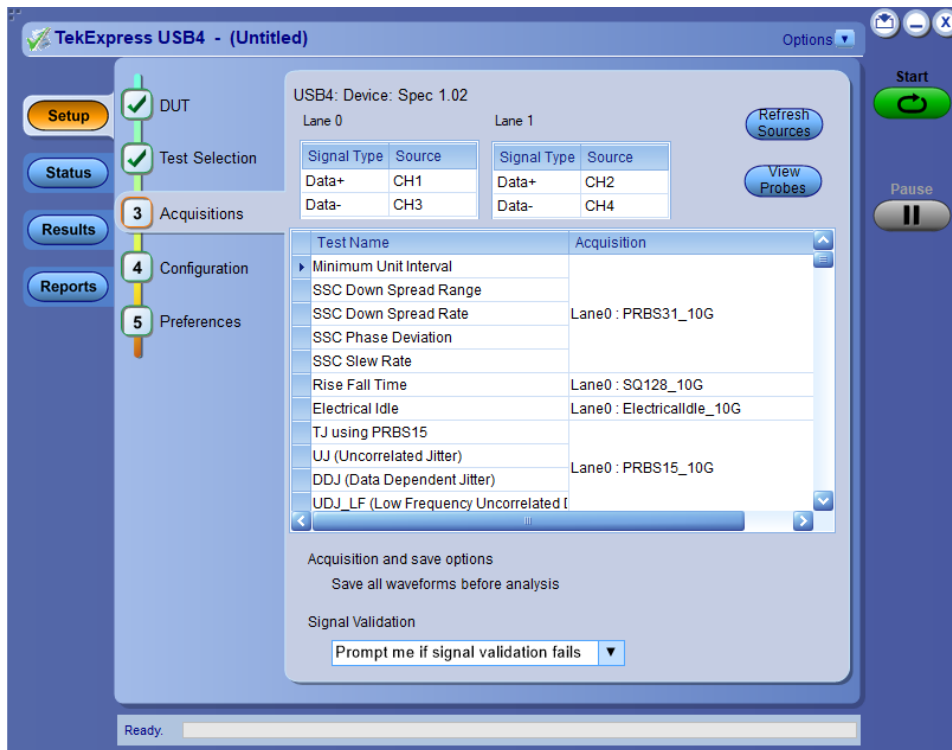 TekExpress USB4 - (Untitled)
Options
X
Start
Pause
Setup
Status
Results
Reports
DUT
Test Selection
3 Acquisitions
4 Configuration
5 Preferences
USB4: Device: Spec 1.02
Lane 0
Signal Type Source
Data+ CH1
Data- CH3
Lane 1
Signal Type Source
Data+ CH2
Data- CH4
Refresh
Sources
View
Probes
Test Name Acquisition
Minimum Unit Interval
SSC Down Spread Range
SSC Down Spread Rate
Lane0 : PRBS31_10G
SSC Phase Deviation
SSC Slew Rate
Rise Fall Time Lane0 : SQ128_10G
Electrical Idle Lane0 : ElectricalIdle_10G
TJ using PRBS15
UJ (Uncorrelated Jitter)
Lane0 : PRBS15_10G
DDJ (Data Dependent Jitter)
UDJ_LF (Low Frequency Uncorrelated
Acquisition and save options
Save all waveforms before analysis
Signal Validation
Prompt me if signal validation fails
Ready.